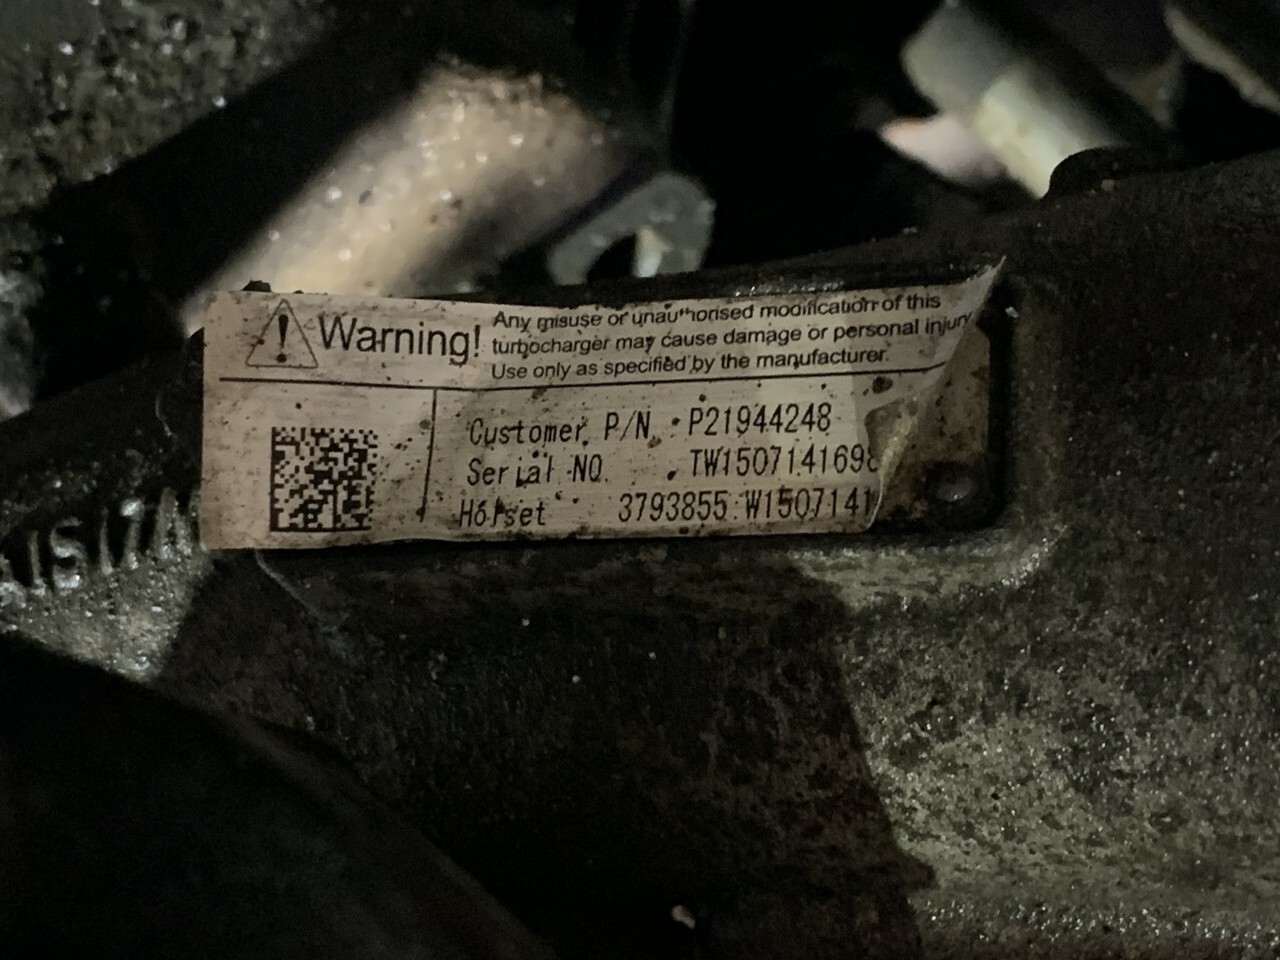 Warning!
Any misuse or unauthorised modification of this
turbocharger may cause damage or personal injury
Use only as specified by the manufacturer.
Customer P/N : P21944248
Serial NO. : TW1507141698
Holset 3793855:W1507141